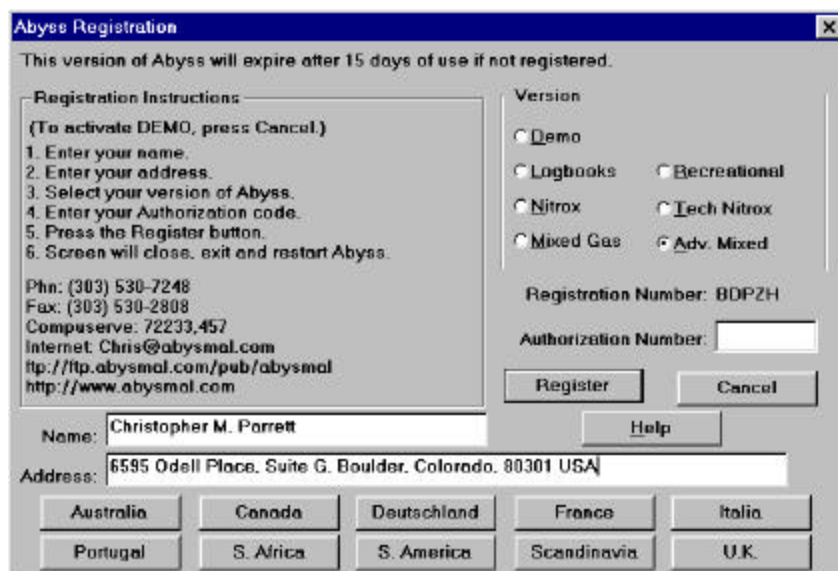 Abyss Registration
This version of Abyss will expire after 15 days of use if not registered.
Registration Instructions
(To activate DEMO, press Cancel.)
1. Enter your name.
2. Enter your address.
3. Select your version of Abyss.
4. Enter your Authorization code.
5. Press the Register button.
6. Screen will close, exit and restart Abyss.
Phn: (303) 530-7248
Fax: (303) 530-2808
Compuserve: 72233,457
Internet: Chris@abysmal.com
ftp://ftp.abysmal.com/pub/abysmal
http://www.abysmal.com
Version
Demo
Logbooks Recreational
Nitrox Tech Nitrox
Mixed Gas Adv. Mixed
Registration Number: BDPZH
Authorization Number:
Register Cancel
Help
Name: Christopher M. Parrett
Address: 6595 Odell Place, Suite G. Boulder, Colorado, 80301 USA
Australia Canada Deutschland France Italia
Portugal S. Africa S. America Scandinavia U.K.